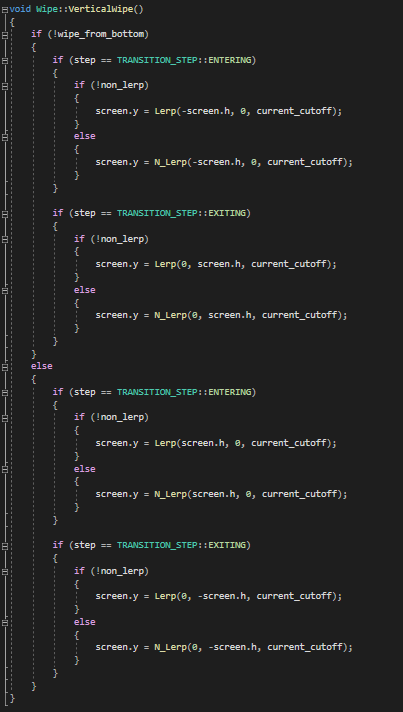 void Wipe::VerticalWipe()
{
    if (!wipe_from_bottom)
    {
        if (step == TRANSITION_STEP::ENTERING)
        {
            if (!non_lerp)
            {
                screen.y = Lerp(-screen.h, 0, current_cutoff);
            }
            else
            {
                screen.y = N_Lerp(-screen.h, 0, current_cutoff);
            }
        }

        if (step == TRANSITION_STEP::EXITING)
        {
            if (!non_lerp)
            {
                screen.y = Lerp(0, screen.h, current_cutoff);
            }
            else
            {
                screen.y = N_Lerp(0, screen.h, current_cutoff);
            }
        }
    }
    else
    {
        if (step == TRANSITION_STEP::ENTERING)
        {
            if (!non_lerp)
            {
                screen.y = Lerp(screen.h, 0, current_cutoff);
            }
            else
            {
                screen.y = N_Lerp(screen.h, 0, current_cutoff);
            }
        }

        if (step == TRANSITION_STEP::EXITING)
        {
            if (!non_lerp)
            {
                screen.y = Lerp(0, -screen.h, current_cutoff);
            }
            else
            {
                screen.y = N_Lerp(0, -screen.h, current_cutoff);
            }
        }
    }
}